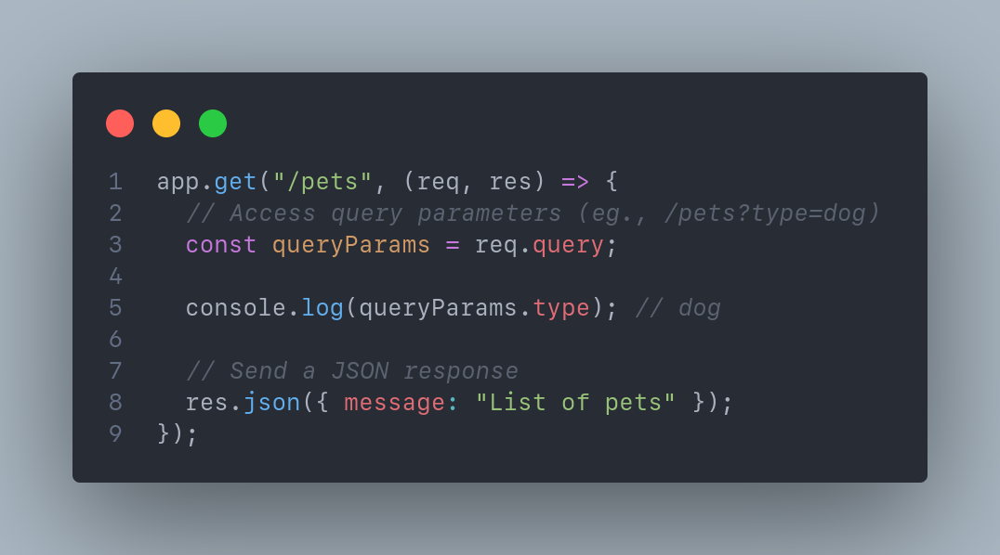 1 app.get("/pets", (req, res) => {
2   // Access query parameters (eg., /pets?type=dog)
3   const queryParams = req.query;
4
5   console.log(queryParams.type); // dog
6
7   // Send a JSON response
8   res.json({ message: "List of pets" });
9 });